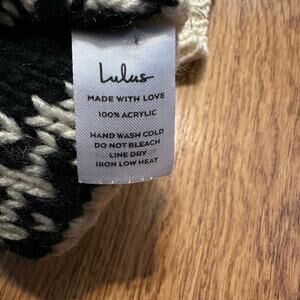 Lulus
MADE WITH LOVE
100% ACRYLIC
HAND WASH COLD
DO NOT BLEACH
LINE DRY
IRON LOW HEAT